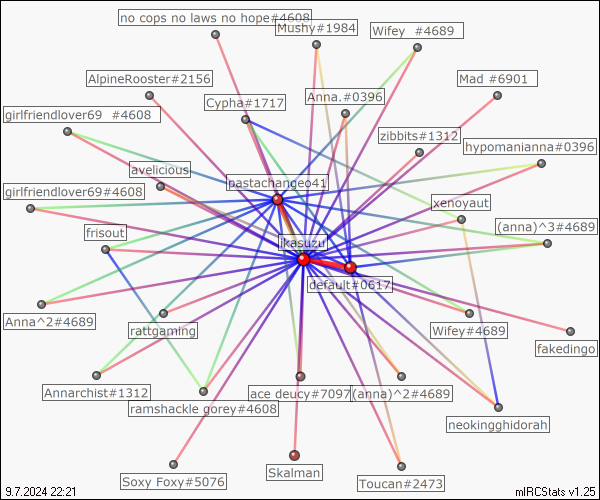 no cops no laws no hope#4608
Mushy#1984
Wifey #4689
AlpineRooster#2156
Mad #6901
Cypha#1717
Anna.#0396
girlfriendlover69 #4608
zibbits#1312
hypomanianna#0396
avelicious
pastachangeo41
girlfriendlover69#4608
xenoyaut
(anna)^3#4689
frisout
ikasuzu
default#0617
Anna^2#4689
rattgaming
Wifey#4689
fakedingo
Annarchist#1312
ace deucy#7097
(anna)^2#4689
ramshackle gorey#4608
neokingghidorah
Skalman
Soxy Foxy#5076
Toucan#2473
9.7.2024 22:21
mIRCStats v1.25